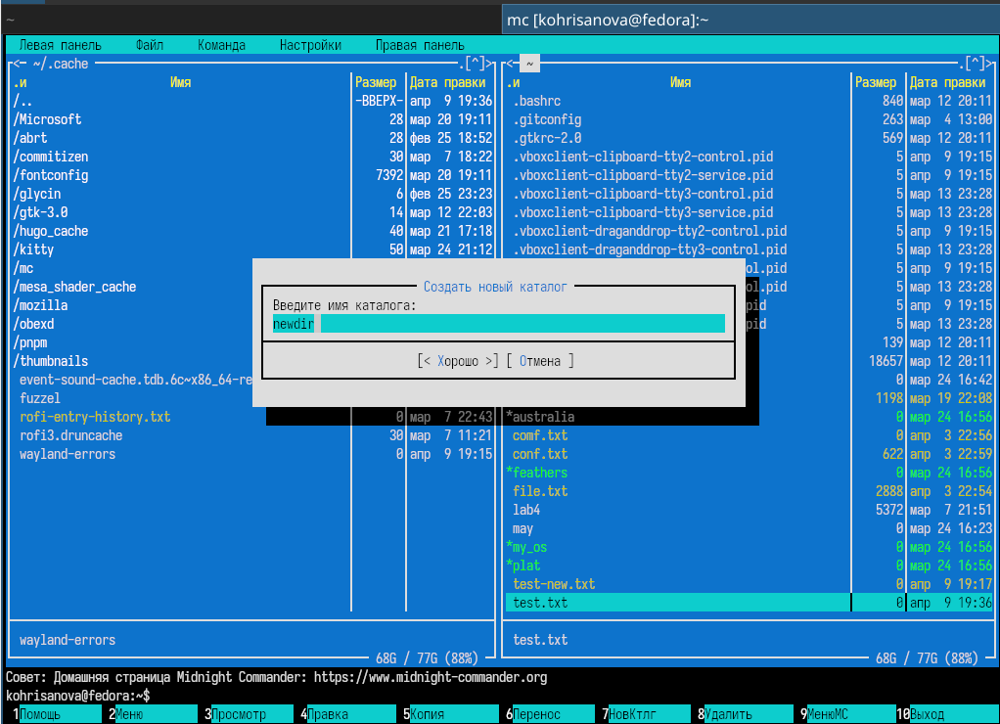 ~
mc [kohrisanova@fedora]:~
Левая панель Файл Команда Настройки Правая панель
<- ~/.cache .[^]>
.и Имя Размер Дата правки
/.. -ВВЕРХ- апр 9 19:36
/Microsoft 28 мар 20 19:11
/abrt 28 фев 25 18:52
/commitizen 30 мар 7 18:22
/fontconfig 7392 мар 20 19:11
/glycin 6 фев 25 23:23
/gtk-3.0 14 мар 12 22:03
/hugo_cache 40 мар 21 17:18
/kitty 50 мар 24 21:12
/mc
/mesa_shader_cache
/mozilla
/obexd
/pnpm
/thumbnails
event-sound-cache.tdb.6c~x86_64-re
fuzzel
rofi-entry-history.txt 0 мар 7 22:43
rofi3.druncache 30 мар 7 11:21
wayland-errors 0 апр 9 19:15
wayland-errors
68G / 77G (88%)
<- ~ .[^]>
.и Имя Размер Дата правки
.bashrc 840 мар 12 20:11
.gitconfig 263 мар 4 13:00
.gtkrc-2.0 569 мар 12 20:11
.vboxclient-clipboard-tty2-control.pid 5 апр 9 19:15
.vboxclient-clipboard-tty2-service.pid 5 апр 9 19:15
.vboxclient-clipboard-tty3-control.pid 5 мар 13 23:28
.vboxclient-clipboard-tty3-service.pid 5 мар 13 23:28
.vboxclient-draganddrop-tty2-control.pid 5 апр 9 19:15
.vboxclient-draganddrop-tty3-control.pid 5 мар 13 23:28
ol.pid 5 апр 9 19:15
ol.pid 5 мар 13 23:28
pid 5 апр 9 19:15
pid 5 мар 13 23:28
139 мар 12 20:11
18657 мар 12 20:11
0 мар 24 16:42
1198 мар 19 22:08
*australia 0 мар 24 16:56
comf.txt 0 апр 3 22:56
conf.txt 622 апр 3 22:59
*feathers 0 мар 24 16:56
file.txt 2888 апр 3 22:54
lab4 5372 мар 7 21:51
may 0 мар 24 16:23
*my_os 0 мар 24 16:56
*plat 0 мар 24 16:56
test-new.txt 0 апр 9 19:17
test.txt 0 апр 9 19:36
test.txt
68G / 77G (88%)
Создать новый каталог
Введите имя каталога:
newdir
[< Хорошо >] [ Отмена ]
Совет: Домашняя страница Midnight Commander: https://www.midnight-commander.org
kohrisanova@fedora:~$
1Помощь 2Меню 3Просмотр 4Правка 5Копия 6Перенос 7НовКтлг 8Удалить 9МенюMC 10Выход